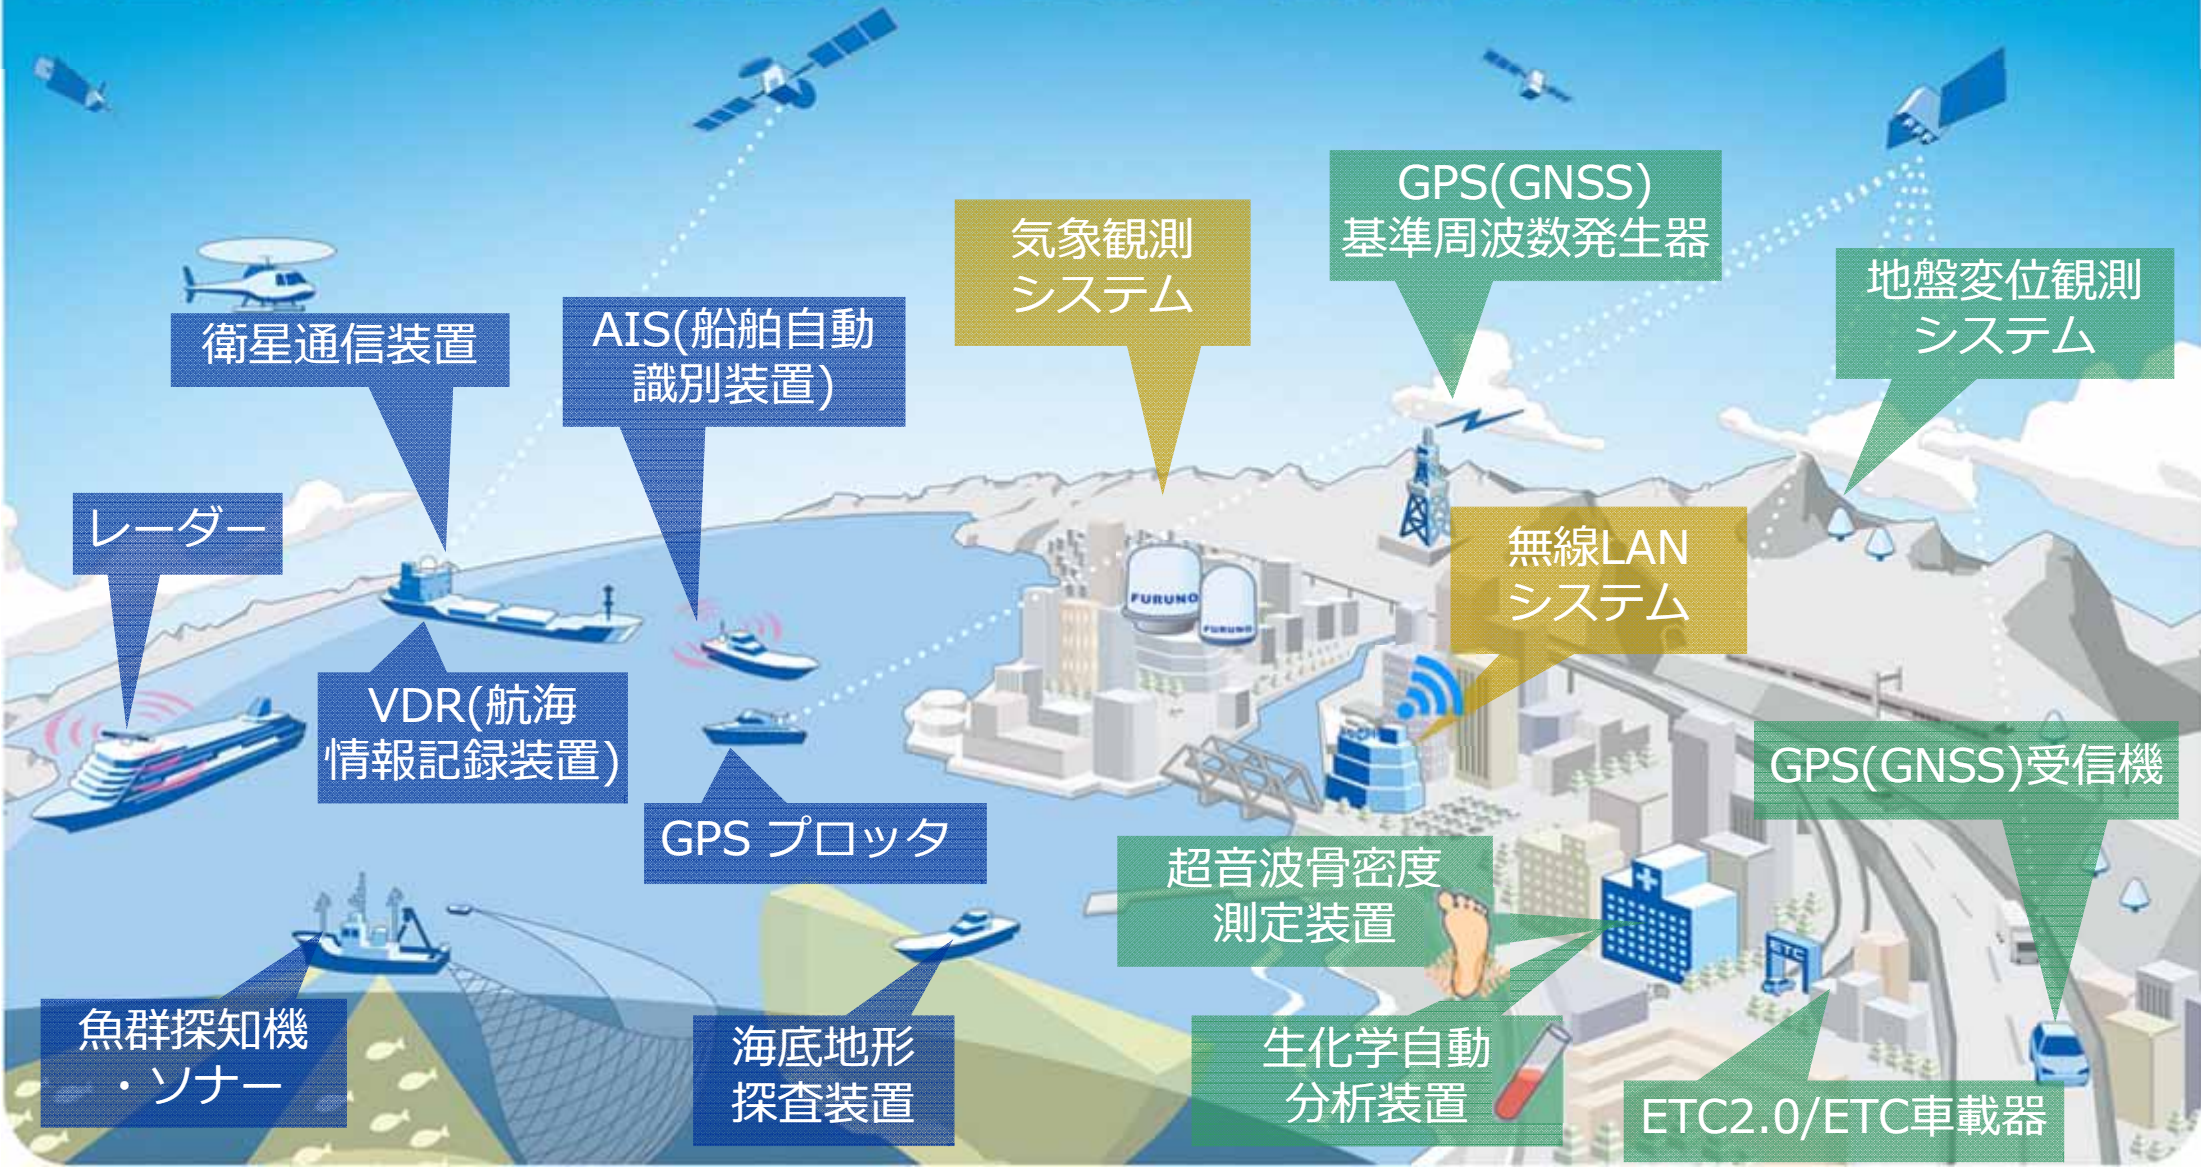 GPS(GNSS)
基準周波数発生器
気象観測
システム
地盤変位観測
システム
衛星通信装置
AIS(船舶自動
識別装置)
レーダー
無線LAN
システム
FURUNO
FURUNO
VDR(航海
情報記録装置)
GPS プロッタ
GPS(GNSS)受信機
超音波骨密度
測定装置
ETC
魚群探知機
・ソナー
海底地形
探査装置
生化学自動
分析装置
ETC2.0/ETC車載器